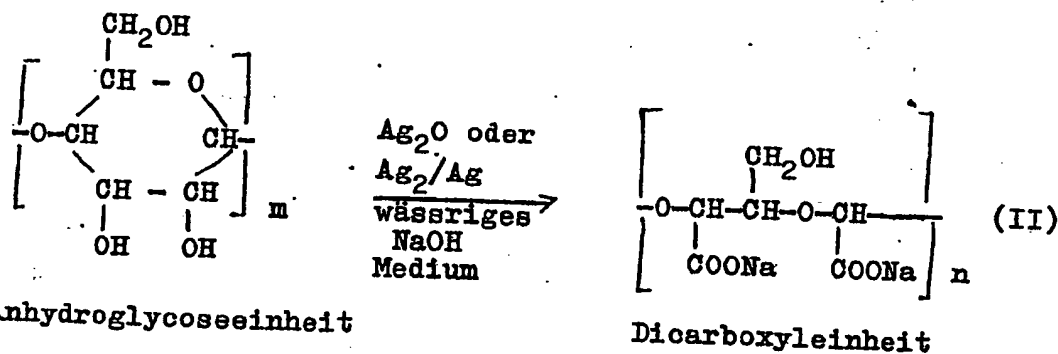 CH2OH
CH - O
-O-CH CH-
CH - CH
OH OH
m
Ag2O oder
Ag2/Ag
wässriges
NaOH
Medium
CH2OH
-O-CH-CH-O-CH-
COONa COONa
n
(II)
nhydroglycoseeinheit
Dicarboxyleinheit